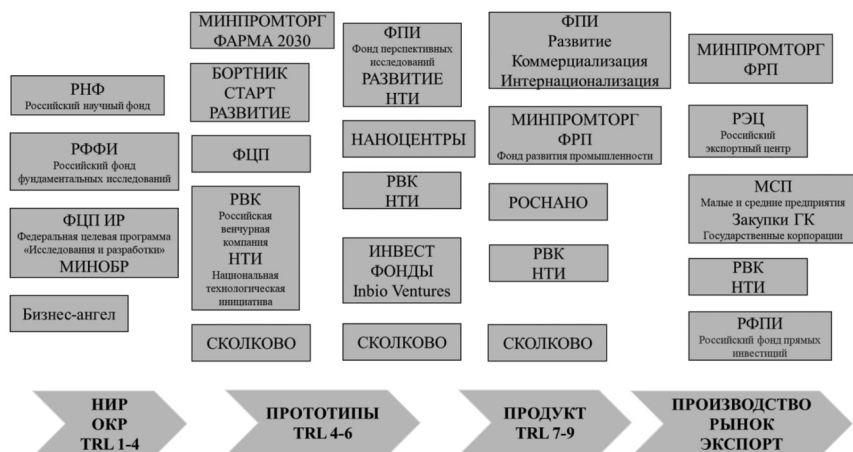 РНФ
Российский научный фонд
РФФИ
Российский фонд
фундаментальных исследований
ФЦП ИР
Федеральная целевая программа
«Исследования и разработки»
МИНОБР
Бизнес-ангел
МИНПРОМТОРГ
ФАРМА 2030
БОРТНИК
СТАРТ
РАЗВИТИЕ
ФЦП
РВК
Российская
венчурная
компания
НТИ
Национальная
технологическая
инициатива
СКОЛКОВО
ФПИ
Фонд перспективных
исследований
РАЗВИТИЕ
НТИ
НАНОЦЕНТРЫ
РВК
НТИ
ИНВЕСТ
ФОНДЫ
Inbio Ventures
СКОЛКОВО
ФПИ
Развитие
Коммерциализация
Интернационализация
МИНПРОМТОРГ
ФРП
Фонд развития промышленности
РОСНАНО
РВК
НТИ
СКОЛКОВО
МИНПРОМТОРГ
ФРП
РЭЦ
Российский
экспортный центр
МСП
Малые и средние предприятия
Закупки ГК
Государственные корпорации
РВК
НТИ
РФПИ
Российский фонд прямых
инвестиций
НИР
ОКР
TRL 1-4
ПРОТОТИПЫ
TRL 4-6
ПРОДУКТ
TRL 7-9
ПРОИЗВОДСТВО
РЫНОК
ЭКСПОРТ